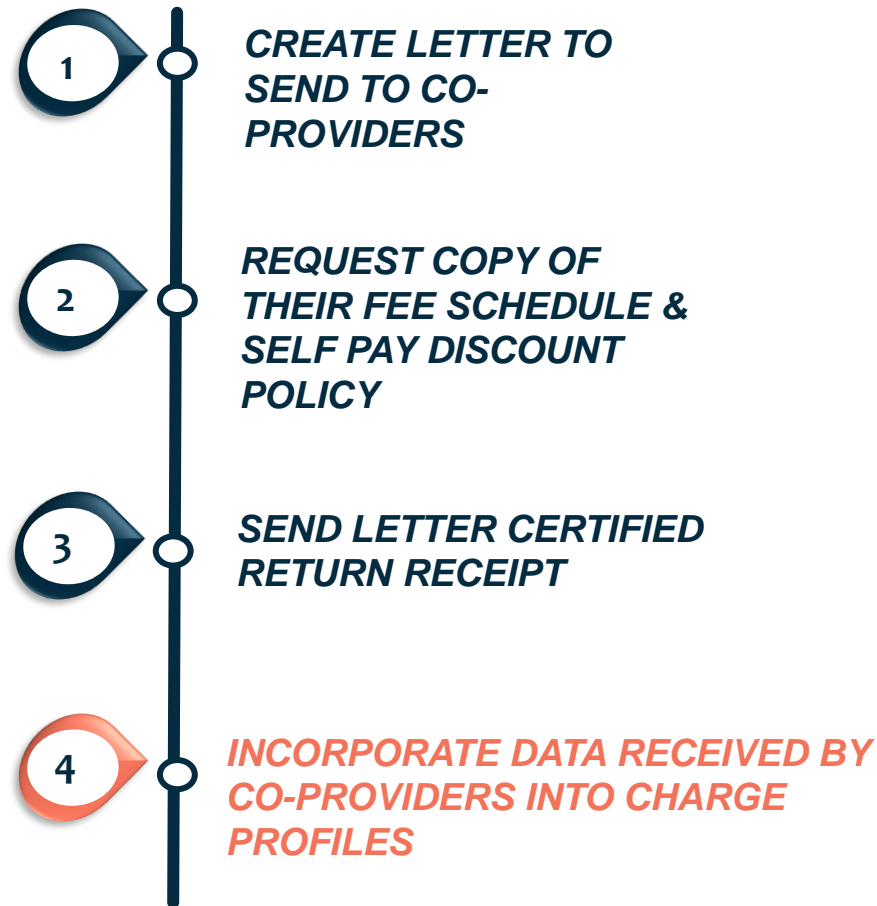 1
CREATE LETTER TO
SEND TO CO-
PROVIDERS
2
REQUEST COPY OF
THEIR FEE SCHEDULE &
SELF PAY DISCOUNT
POLICY
3
SEND LETTER CERTIFIED
RETURN RECEIPT
4
INCORPORATE DATA RECEIVED BY
CO-PROVIDERS INTO CHARGE
PROFILES